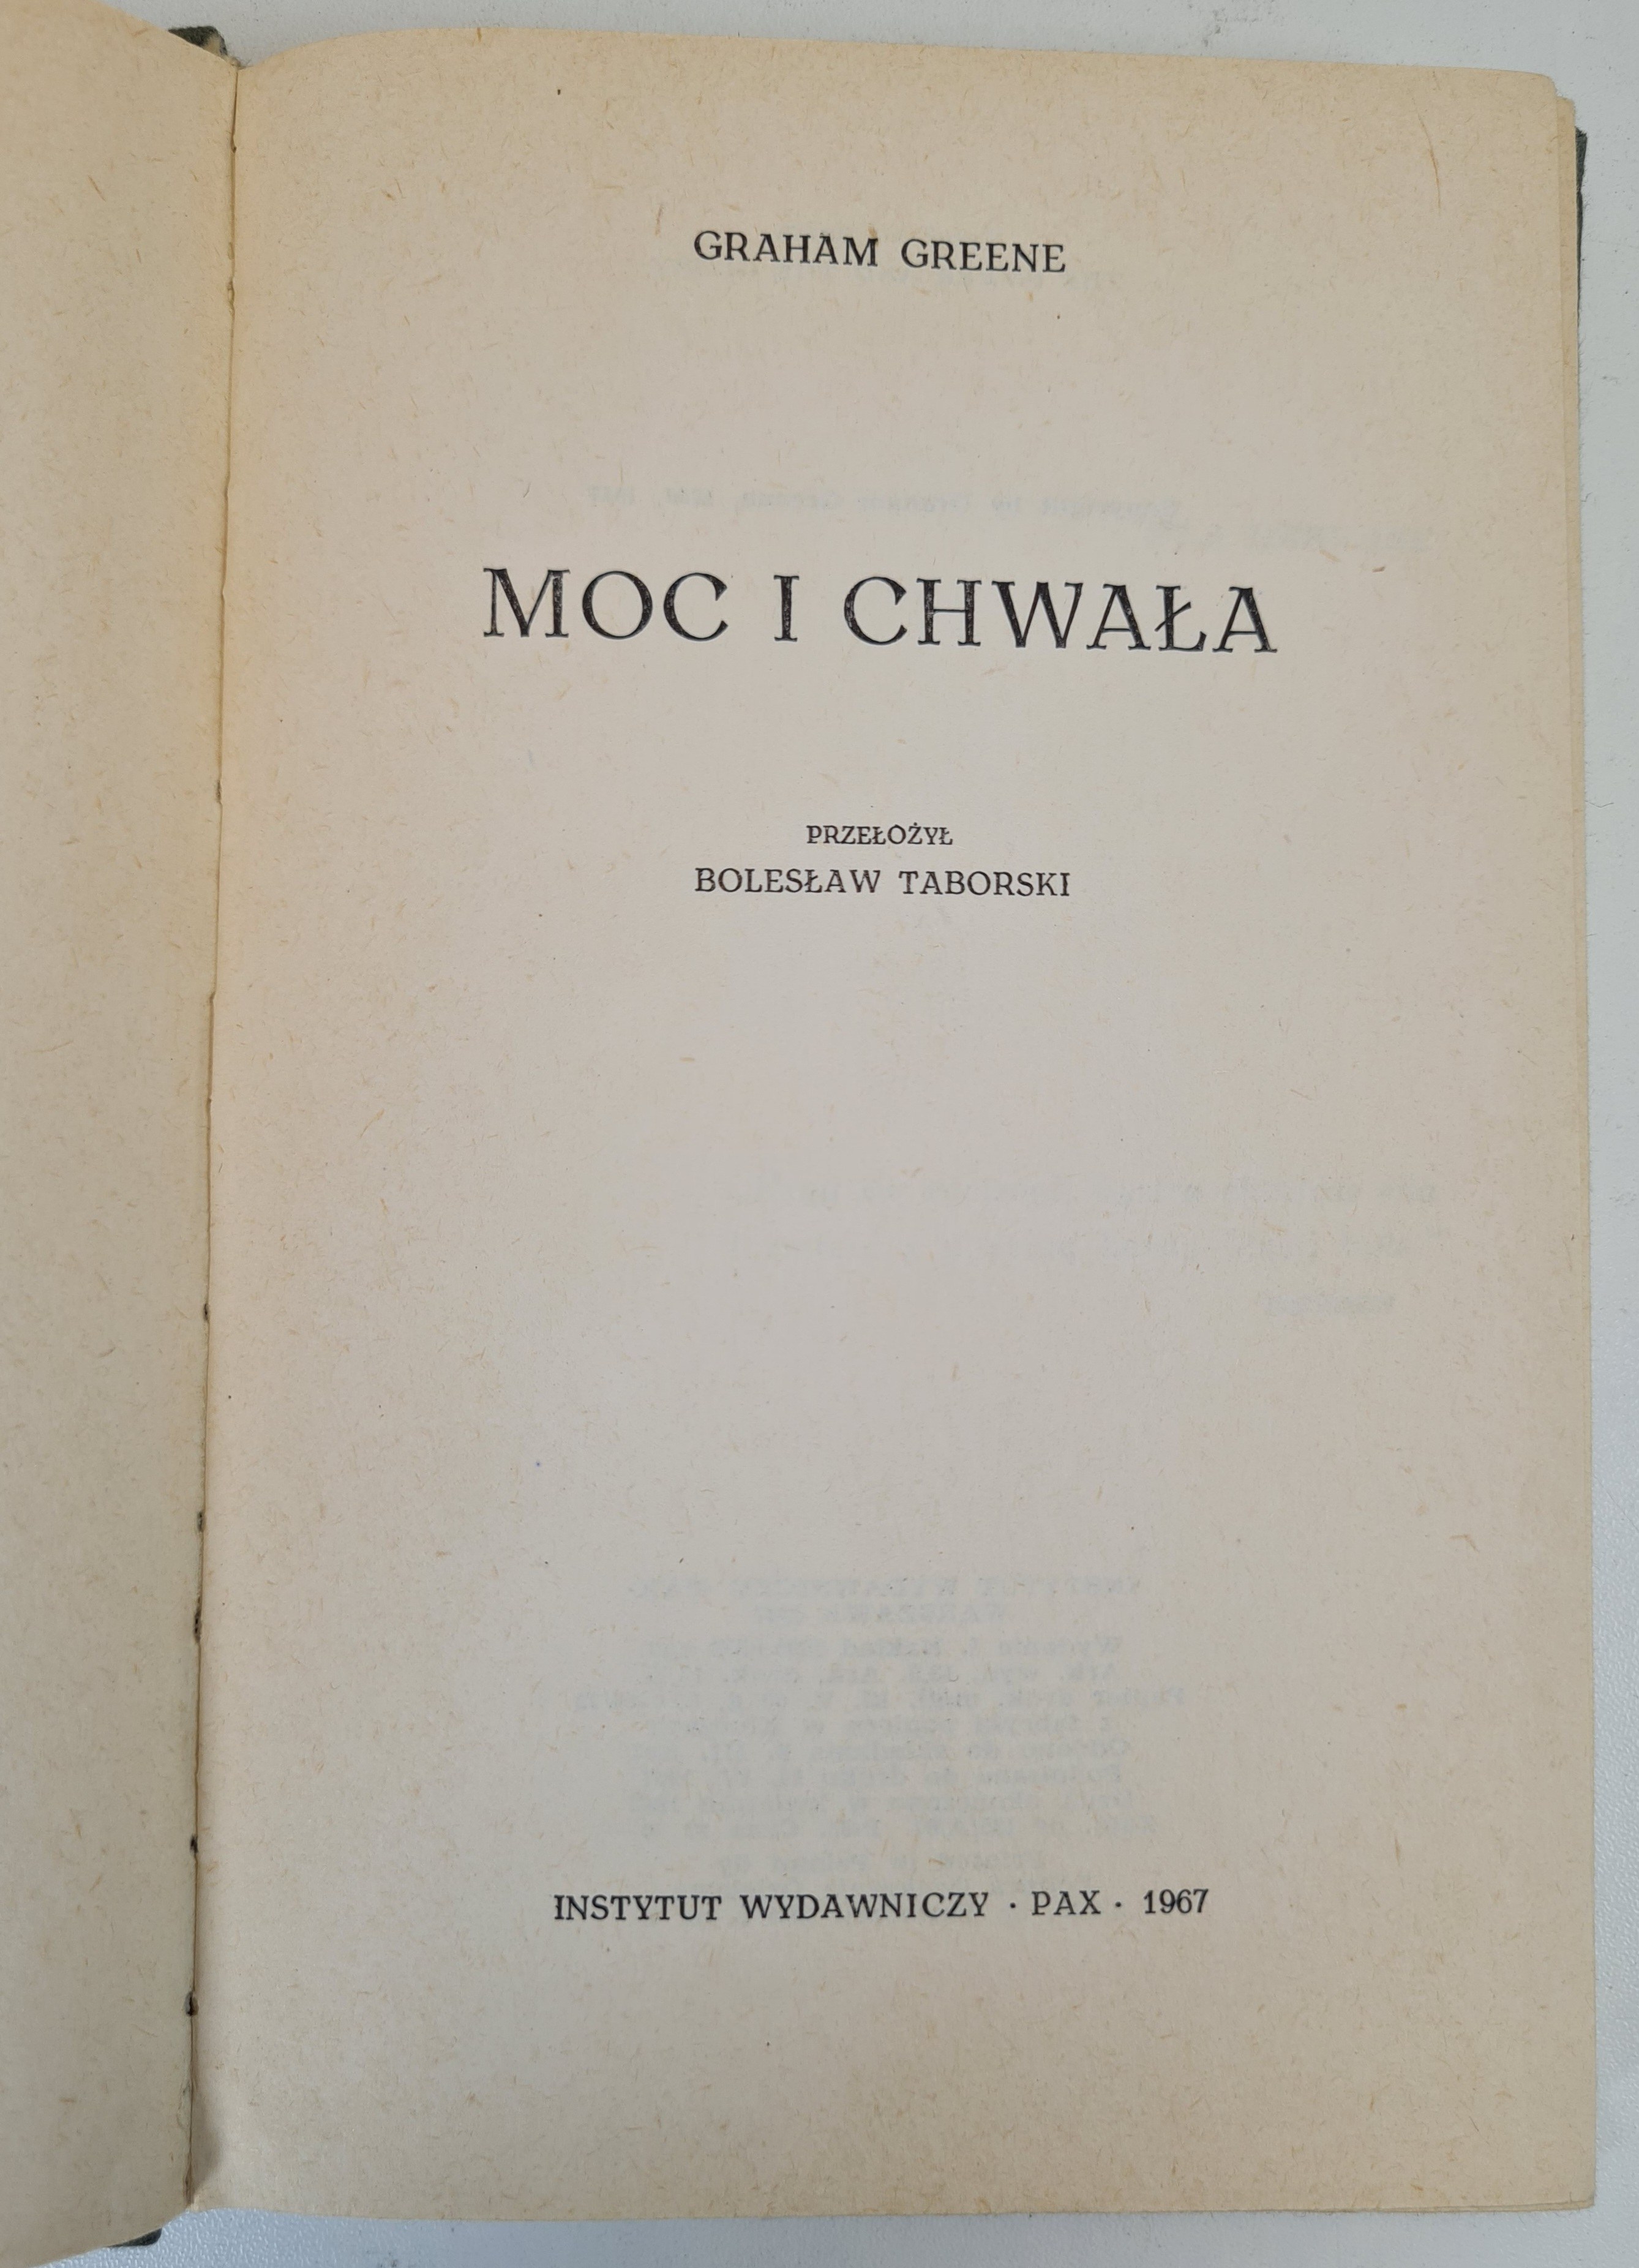 GRAHAM GREENE
MOC I CHWAŁA
PRZEŁOŻYŁ
BOLESŁAW TABORSKI
INSTYTUT WYDAWNICZY · PAX · 1967